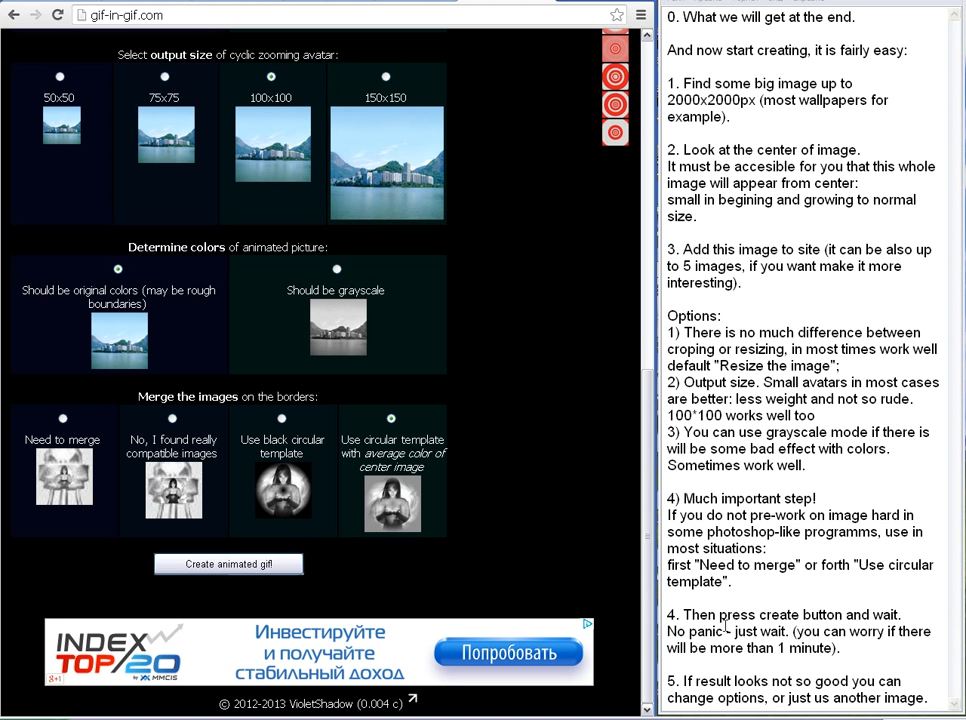 gif-in-gif.com
Select output size of cyclic zooming avatar:
50x50
75x75
100x100
150x150
Determine colors of animated picture:
Should be original colors (may be rough
boundaries)
Should be grayscale
Merge the images on the borders:
Need to merge
No, I found really
compatible images
Use black circular
template
Use circular template
with average color of
center image
Create animated gif!
INDEX
TOP/20
by MMCIS
g+1
Инвестируйте
и получайте
стабильный доход
Попробовать
© 2012-2013 VioletShadow (0.004 c)
0. What we will get at the end.
And now start creating, it is fairly easy:
1. Find some big image up to
2000x2000px (most wallpapers for
example).
2. Look at the center of image.
It must be accesible for you that this whole
image will appear from center:
small in begining and growing to normal
size.
3. Add this image to site (it can be also up
to 5 images, if you want make it more
interesting).
Options:
1) There is no much difference between
croping or resizing, in most times work well
default "Resize the image";
2) Output size. Small avatars in most cases
are better: less weight and not so rude.
100*100 works well too
3) You can use grayscale mode if there is
will be some bad effect with colors.
Sometimes work well.
4) Much important step!
If you do not pre-work on image hard in
some photoshop-like programms, use in
most situations:
first "Need to merge" or forth "Use circular
template".
4. Then press create button and wait.
No panic - just wait. (you can worry if there
will be more than 1 minute).
5. If result looks not so good you can
change options, or just us another image.